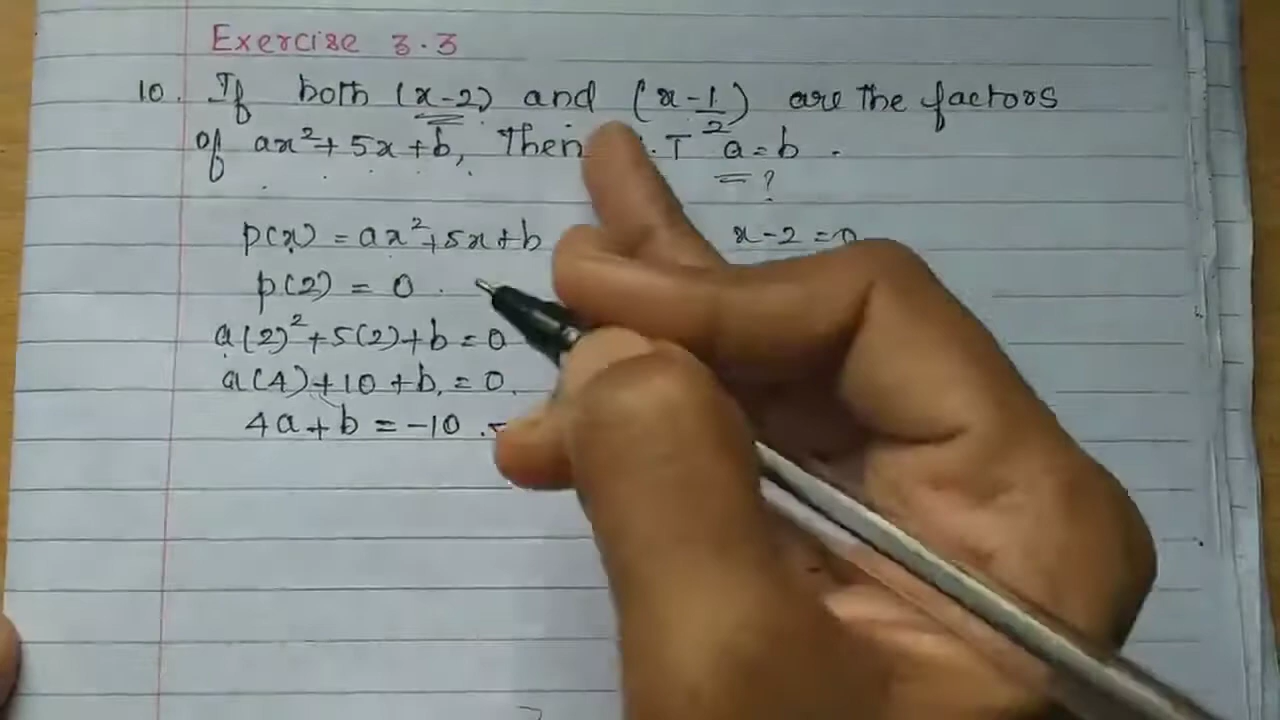 Exercise 3.3
10. If both (x-2) and (x-1/2) are the factors
of ax²+5x+b, Then .T a=b.
= ?
p(x) = ax²+5x+b x-2=0
p(2) = 0.
a(2)²+5(2)+b=0
a(4)+10+b=0.
4a+b=-10.